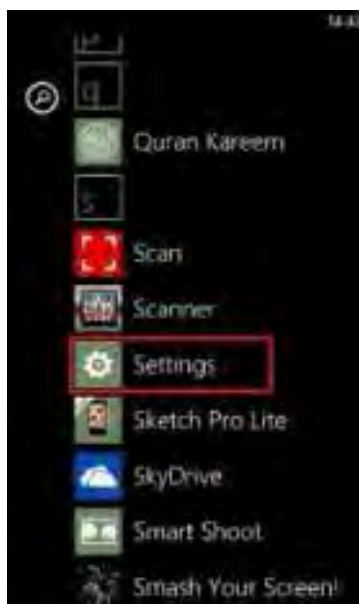 q
Quran Kareem
s
Scan
Scanner
Settings
Sketch Pro Lite
SkyDrive
Smart Shoot
Smash Your Screen!